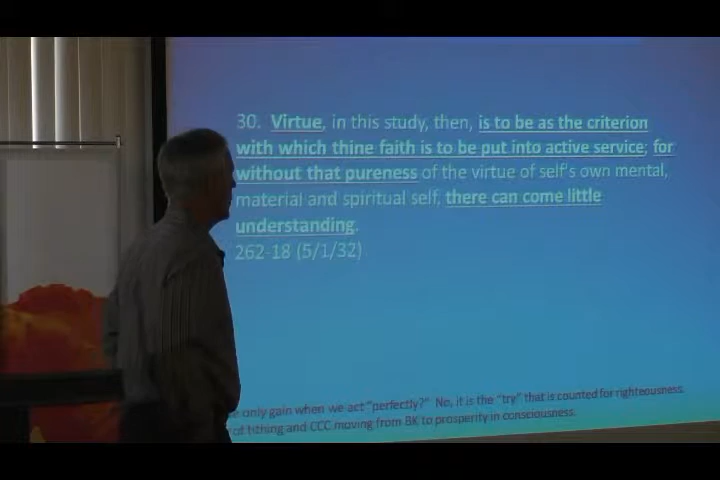 30. Virtue, in this study, then, is to be as the criterion
with which thine faith is to be put into active service; for
without that pureness of the virtue of self's own mental,
material and spiritual self, there can come little
understanding.
262-18 (5/1/32)
only gain when we act "perfectly?" No, it is the "try" that is counted for righteousness.
of tithing and CCC moving from BK to prosperity in consciousness.